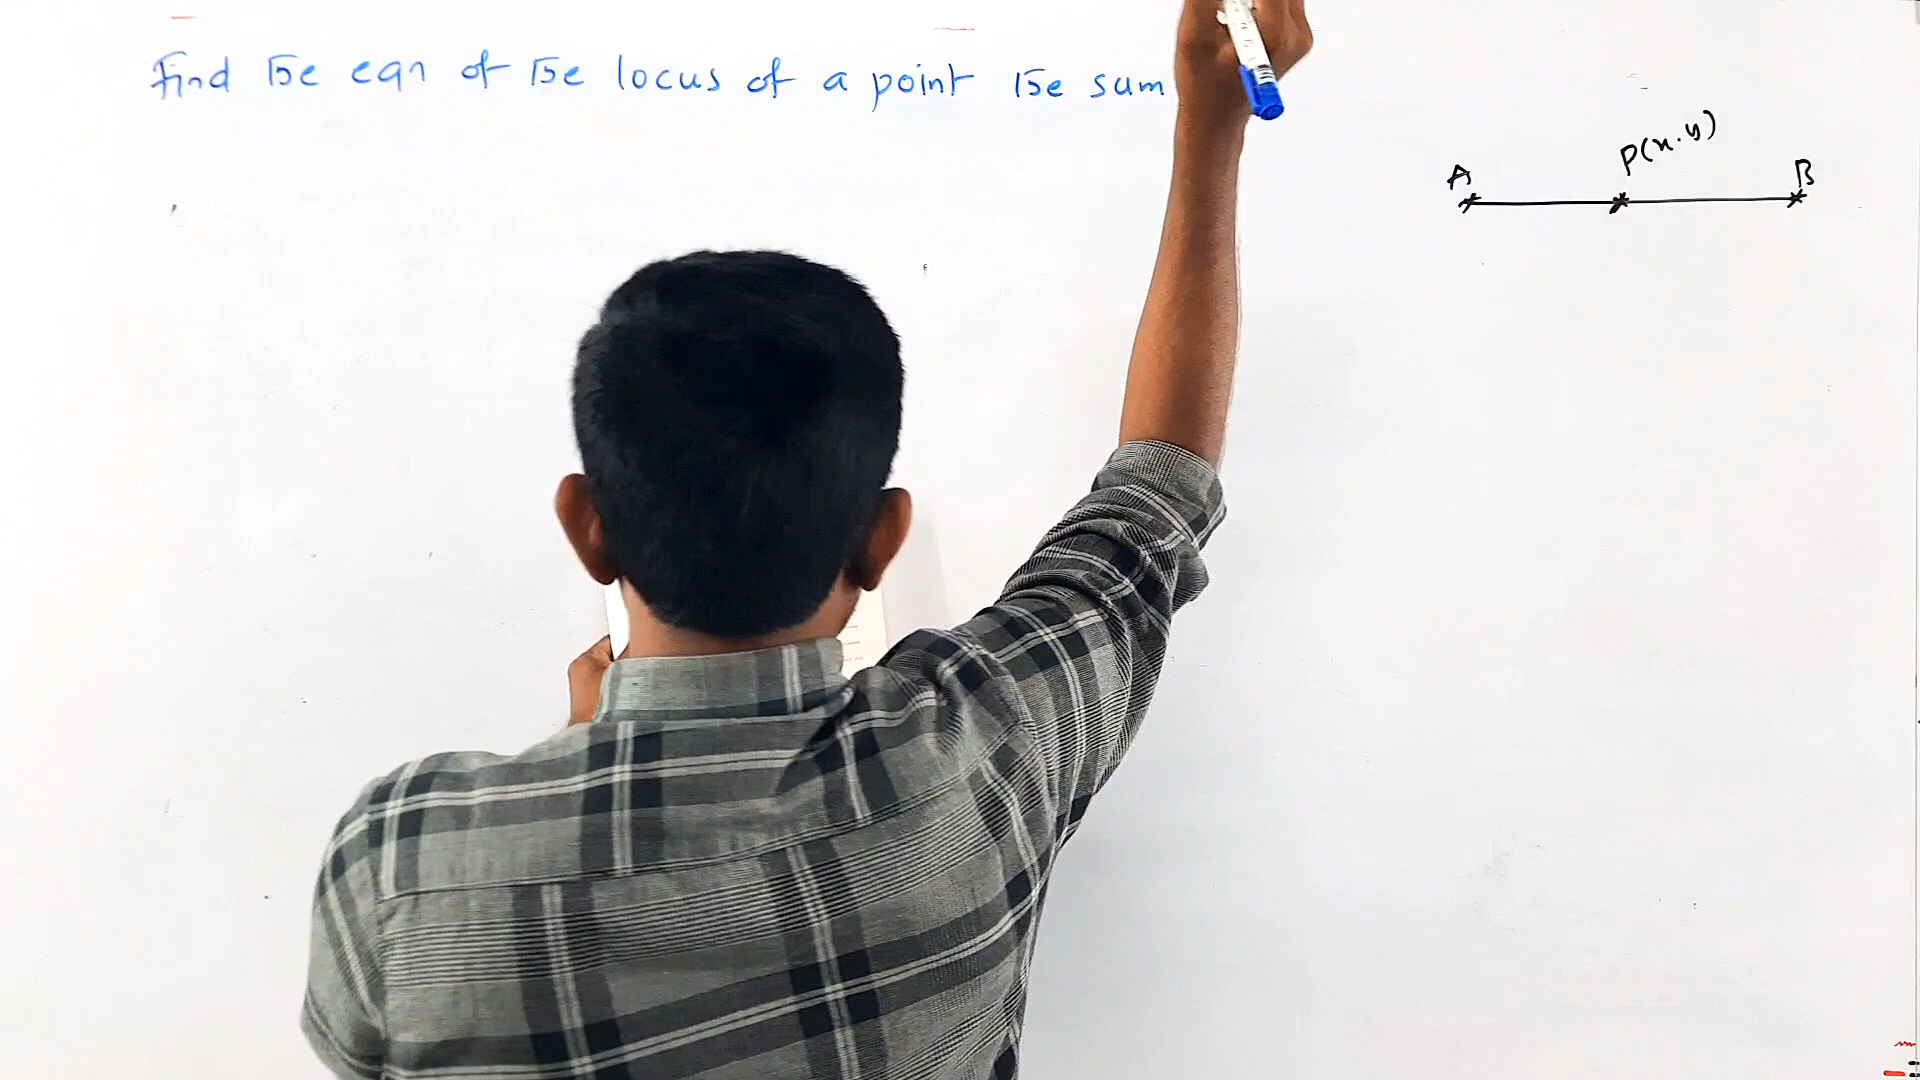 Find the eqn of the locus of a point the sum
P(x.y)
A B